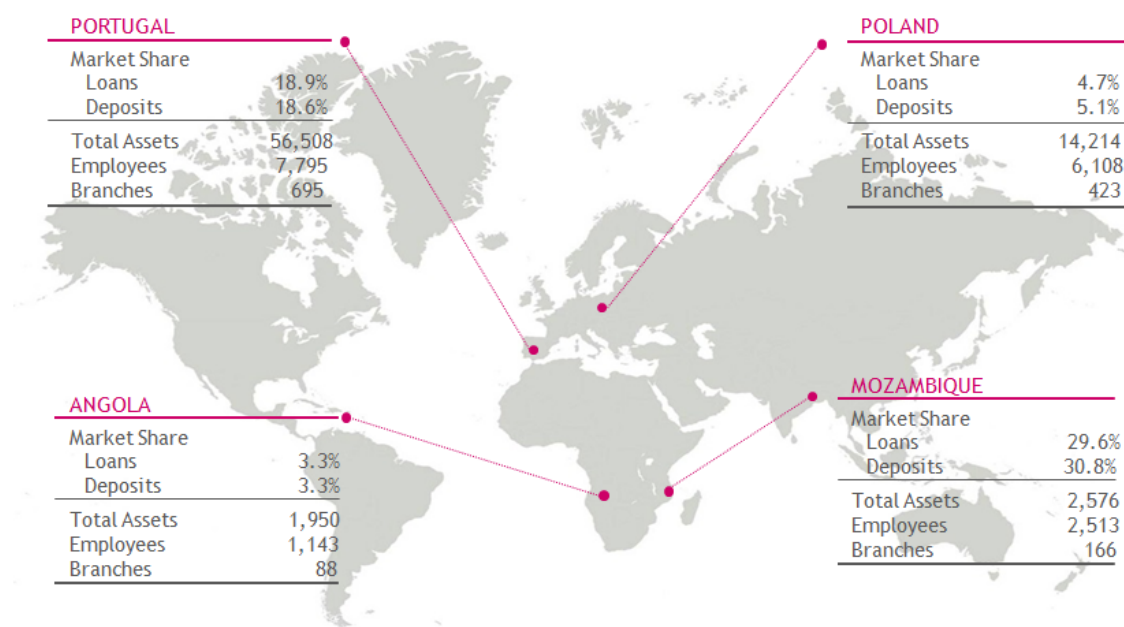 PORTUGAL
Market Share
Loans 18.9%
Deposits 18.6%
Total Assets 56,508
Employees 7,795
Branches 695
POLAND
Market Share
Loans 4.7%
Deposits 5.1%
Total Assets 14,214
Employees 6,108
Branches 423
ANGOLA
Market Share
Loans 3.3%
Deposits 3.3%
Total Assets 1,950
Employees 1,143
Branches 88
MOZAMBIQUE
Market Share
Loans 29.6%
Deposits 30.8%
Total Assets 2,576
Employees 2,513
Branches 166